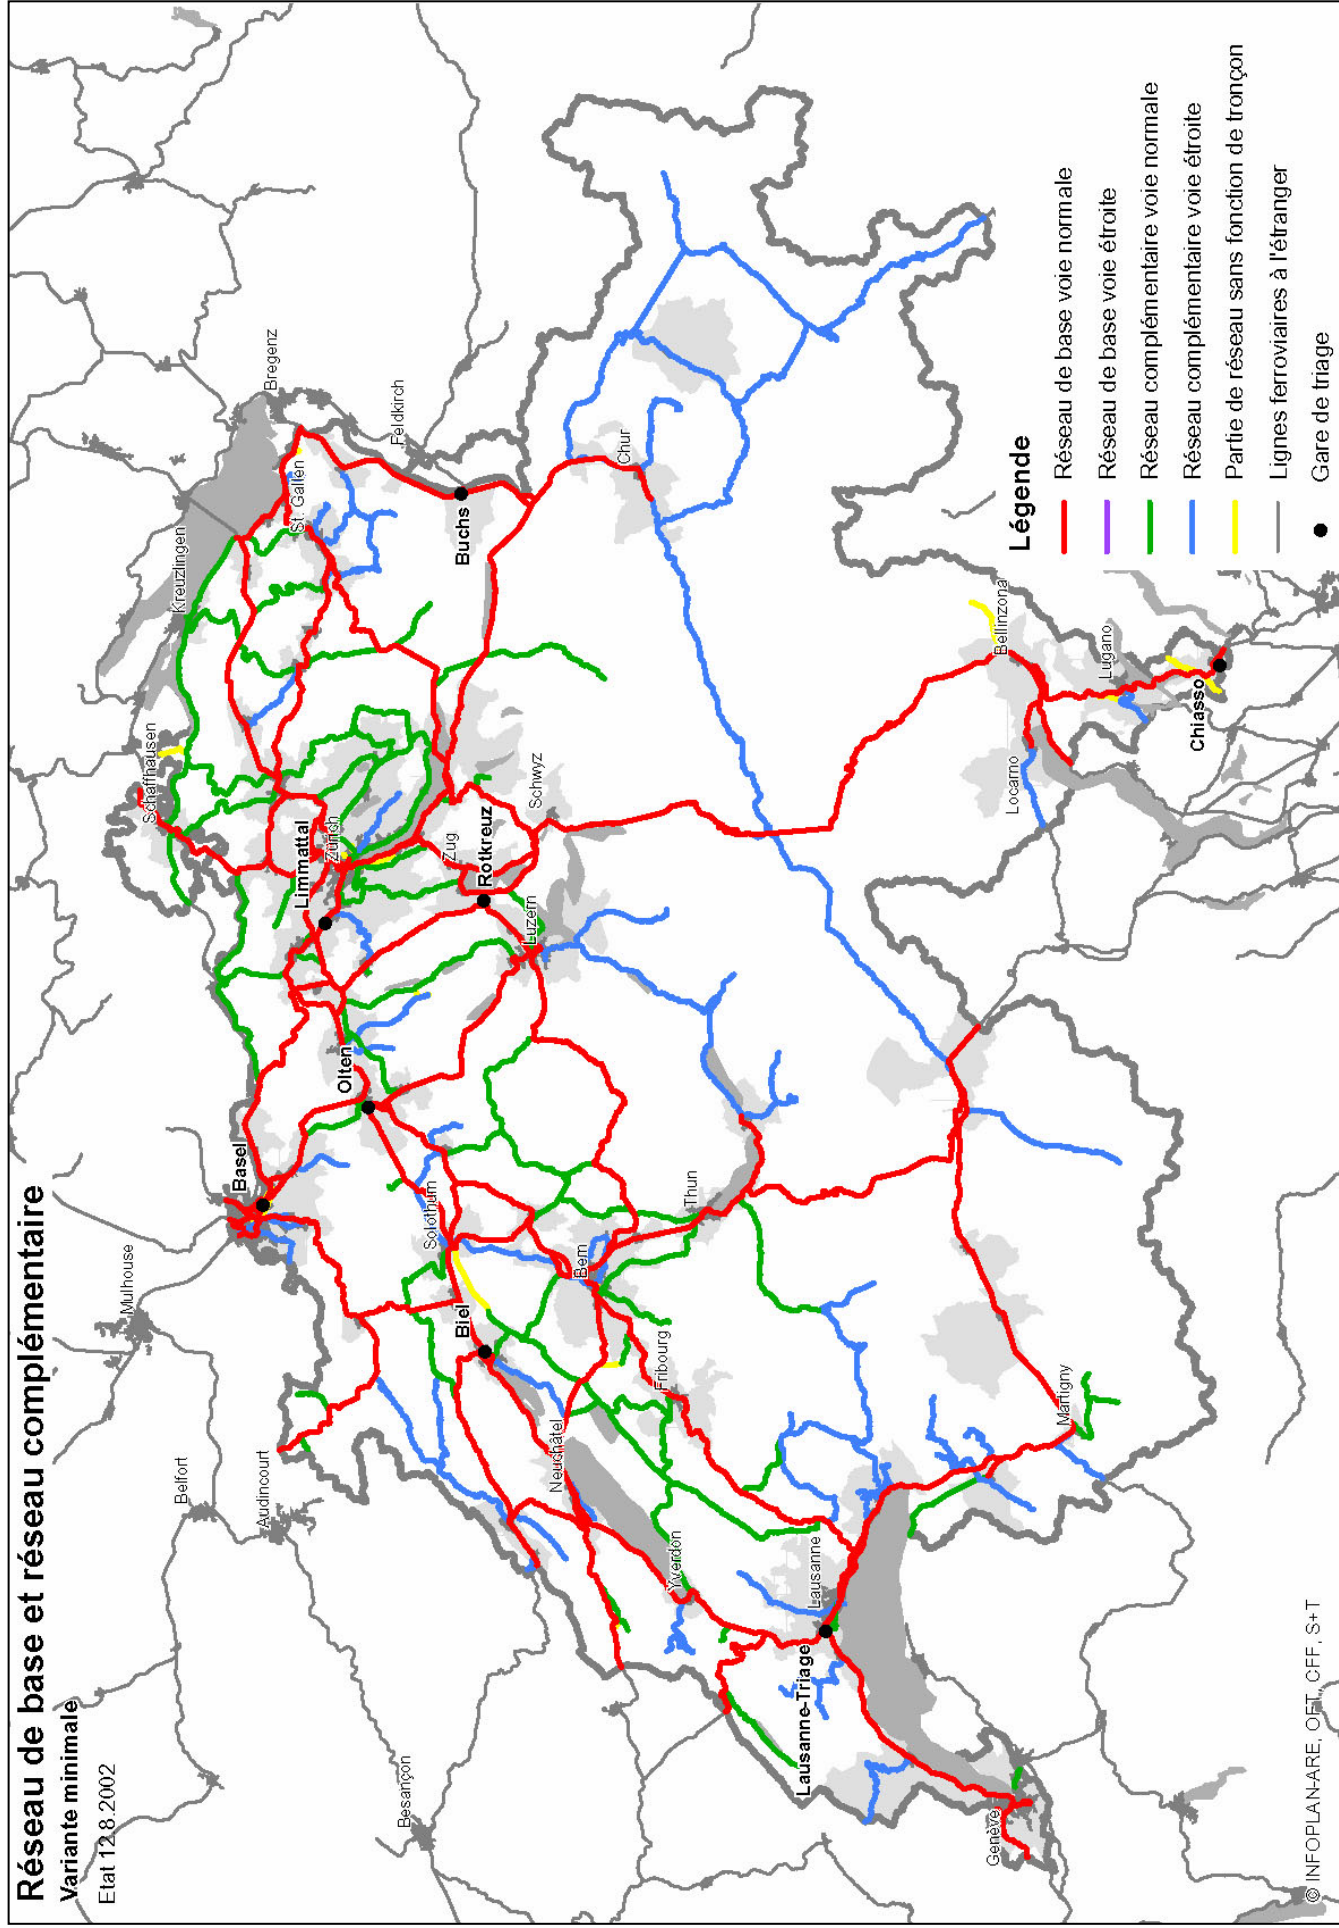 Réseau de base et réseau complémentaire
Variante minimale
Etat 12.8.2002
Mulhouse
Belfort
Audincourt
Besançon
Basel
Schaffhausen
Kreuzlingen
Bregenz
St. Gallen
Feldkirch
Buchs
Limmattal
Zürich
Olten
Zug
Rotkreuz
Luzern
Schwyz
Chur
Solothurn
Biel
Bern
Thun
Neuchâtel
Fribourg
Yverdon
Lausanne
Lausanne-Triage
Genève
Martigny
Locarno
Bellinzona
Lugano
Chiasso
Légende
Réseau de base voie normale
Réseau de base voie étroite
Réseau complémentaire voie normale
Réseau complémentaire voie étroite
Partie de réseau sans fonction de tronçon
Lignes ferroviaires à l'étranger
Gare de triage
© INFOPLAN-ARE, OFT, CFF, S+T